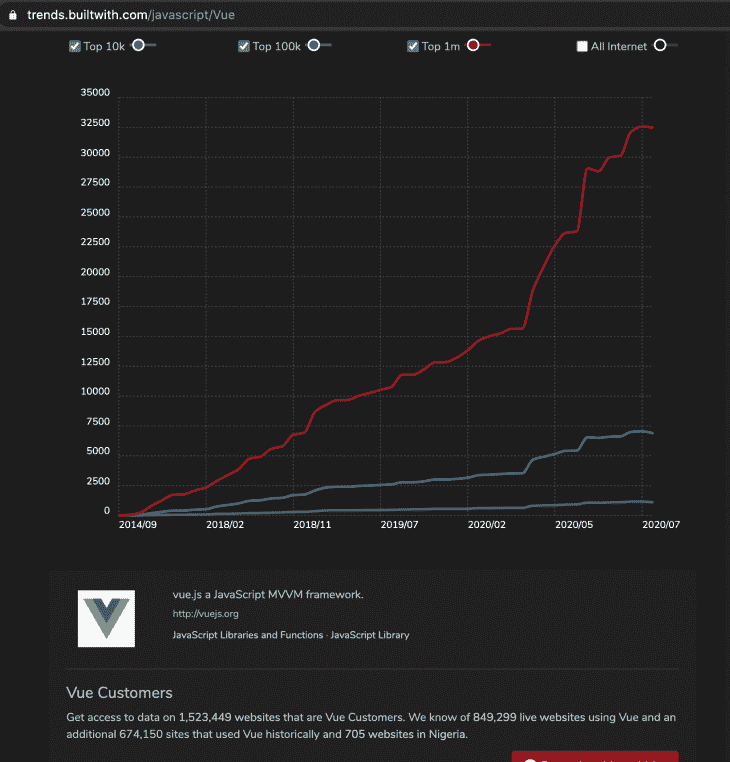 trends.builtwith.com/javascript/Vue
Top 10k Top 100k Top 1m All Internet
35000
32500
30000
27500
25000
22500
20000
17500
15000
12500
10000
7500
5000
2500
0
2014/09 2018/02 2018/11 2019/07 2020/02 2020/05 2020/07
vue.js a JavaScript MVVM framework.
http://vuejs.org
JavaScript Libraries and Functions · JavaScript Library
Vue Customers
Get access to data on 1,523,449 websites that are Vue Customers. We know of 849,299 live websites using Vue and an
additional 674,150 sites that used Vue historically and 705 websites in Nigeria.